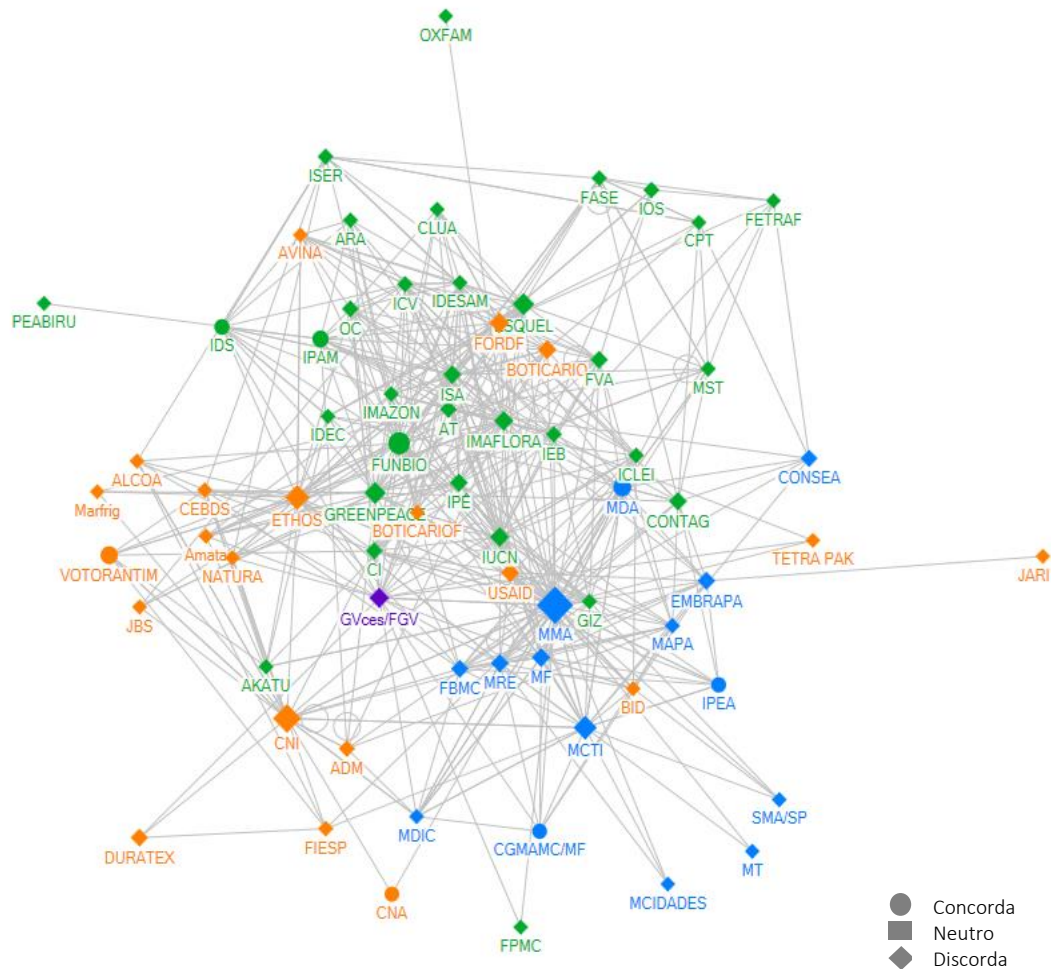 OXFAM
ISER
FASE
IOS
FETRAF
CPT
CLUA
ARA
AVINA
PEABIRU
IDS
ICV
IDESAM
OC
IPAM
ESQUEL
FORDF
BOTICARIO
FVA
MST
ISA
IMAZON
AT
IDEC
IMAFLORA
IEB
FUNBIO
ICLEI
CONSEA
ALCOA
Marfrig
CEBDS
ETHOS
GREENPEACE
IPÊ
BOTICARIOF
MDA
CONTAG
Amata
VOTORANTIM
NATURA
CI
IUCN
TETRA PAK
JARI
USAID
EMBRAPA
JBS
GVces/FGV
MMA
GIZ
MAPA
AKATU
FBMC
MRE
MF
BID
IPEA
CNI
ADM
MCTI
SMA/SP
DURATEX
FIESP
MDIC
CGMAMC/MF
MT
MCIDADES
CNA
FPMC
Concorda
Neutro
Discorda